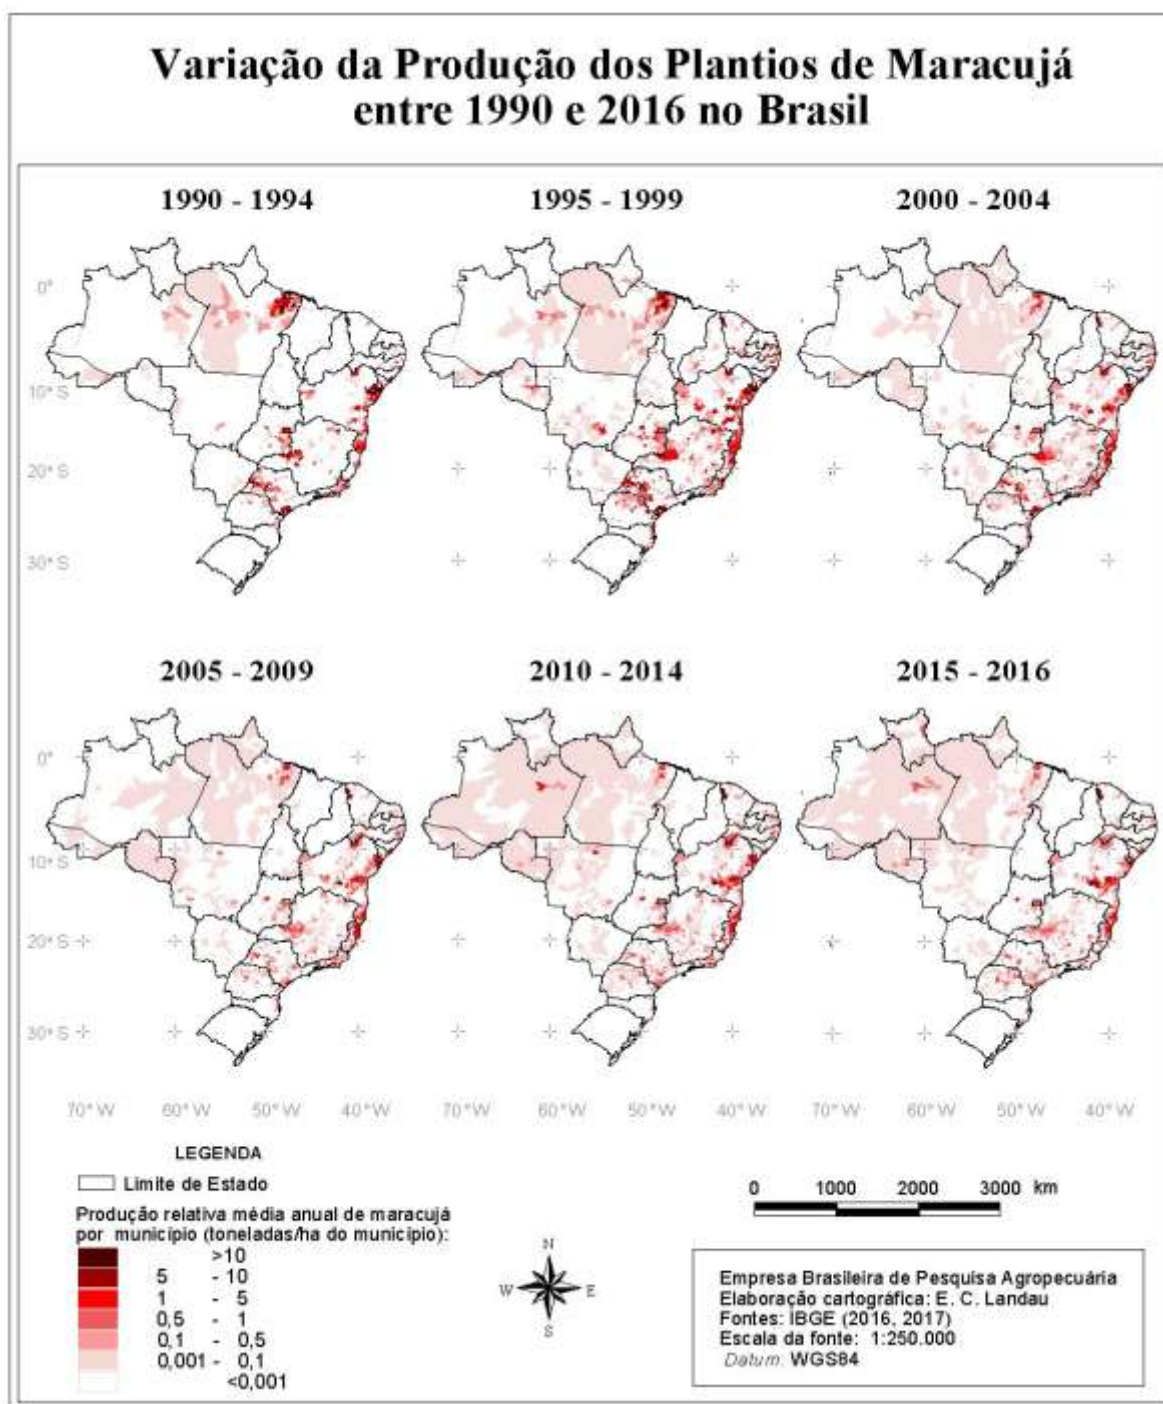 Variação da Produção dos Plantios de Maracujá
entre 1990 e 2016 no Brasil
1990 - 1994
1995 - 1999
2000 - 2004
0°
10° S
20° S
30° S
2005 - 2009
2010 - 2014
2015 - 2016
0°
10° S
20° S
30° S
70° W 60° W 50° W 40° W 70° W 60° W 50° W 40° W 70° W 60° W 50° W 40° W
LEGENDA
Limite de Estado
Produção relativa média anual de maracujá
por município (toneladas/ha do município):
>10
5 - 10
1 - 5
0,5 - 1
0,1 - 0,5
0,001 - 0,1
<0,001
N
W E
S
0 1000 2000 3000 km
Empresa Brasileira de Pesquisa Agropecuária
Elaboração cartográfica: E. C. Landau
Fontes: IBGE (2016, 2017)
Escala da fonte: 1:250.000
Datum: WGS84